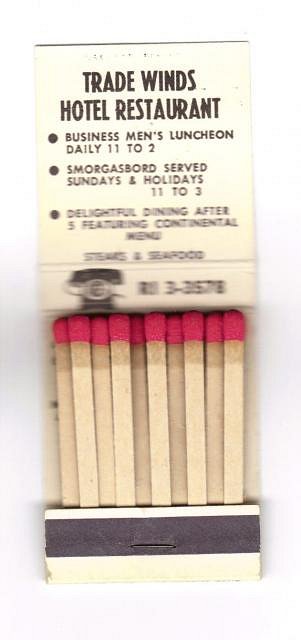 TRADE WINDS
HOTEL RESTAURANT
● BUSINESS MEN'S LUNCHEON
DAILY 11 TO 2
● SMORGASBORD SERVED
SUNDAYS & HOLIDAYS
11 TO 3
● DELIGHTFUL DINING AFTER
5 FEATURING CONTINENTAL
MENU
STEAKS & SEAFOOD
RI 3-3578